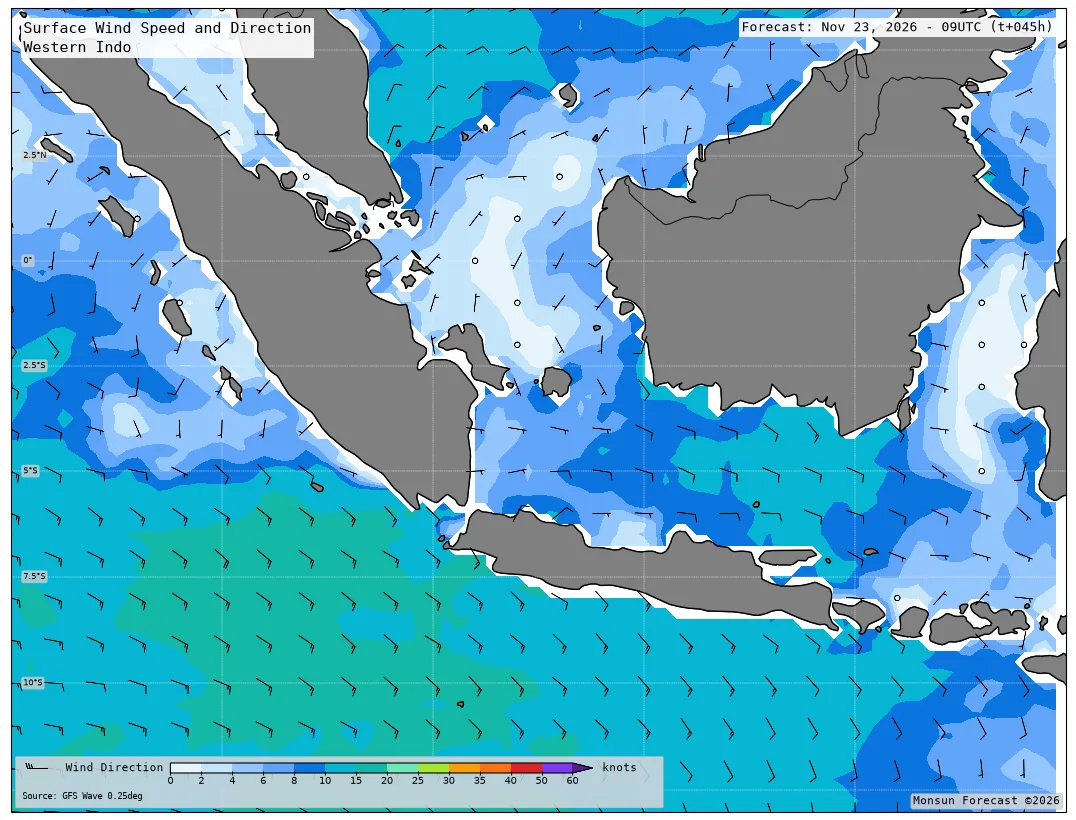 Surface Wind Speed and Direction
Western Indo
Forecast: Nov 23, 2026 - 09UTC (t+045h)
2.5°N
0°
2.5°S
5°S
7.5°S
10°S
Wind Direction
0 2 4 6 8 10 15 20 25 30 35 40 50 60
knots
Source: GFS Wave 0.25deg
Monsun Forecast ©2026